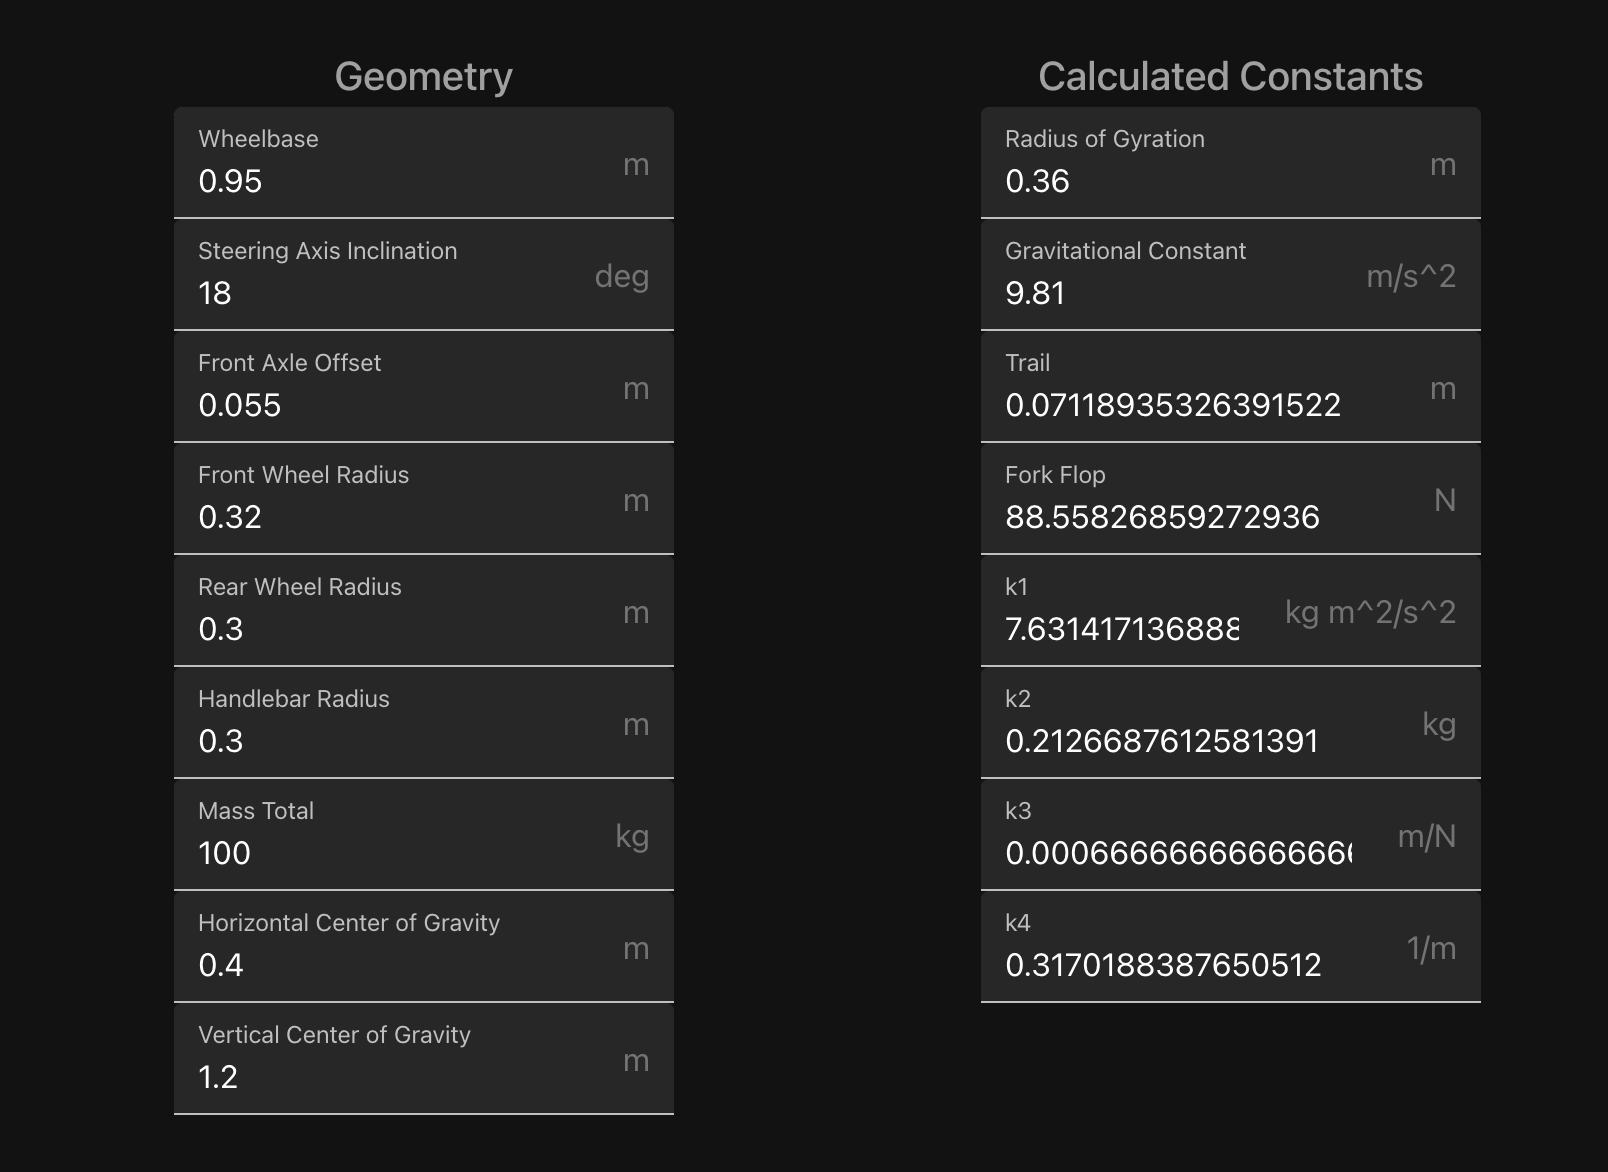 Geometry
Wheelbase
0.95 m
Steering Axis Inclination
18 deg
Front Axle Offset
0.055 m
Front Wheel Radius
0.32 m
Rear Wheel Radius
0.3 m
Handlebar Radius
0.3 m
Mass Total
100 kg
Horizontal Center of Gravity
0.4 m
Vertical Center of Gravity
1.2 m
Calculated Constants
Radius of Gyration
0.36 m
Gravitational Constant
9.81 m/s^2
Trail
0.07118935326391522 m
Fork Flop
88.55826859272936 N
k1
7.631417136888 kg m^2/s^2
k2
0.2126687612581391 kg
k3
0.0006666666666666666 m/N
k4
0.3170188387650512 1/m